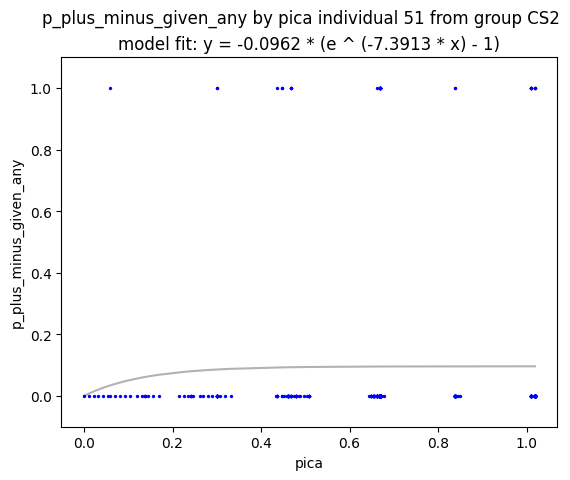 p_plus_minus_given_any by pica individual 51 from group CS2
model fit: y = -0.0962 * (e ^ (-7.3913 * x) - 1)
1.0
0.8
0.6
0.4
0.2
0.0
p_plus_minus_given_any
0.0 0.2 0.4 0.6 0.8 1.0
pica